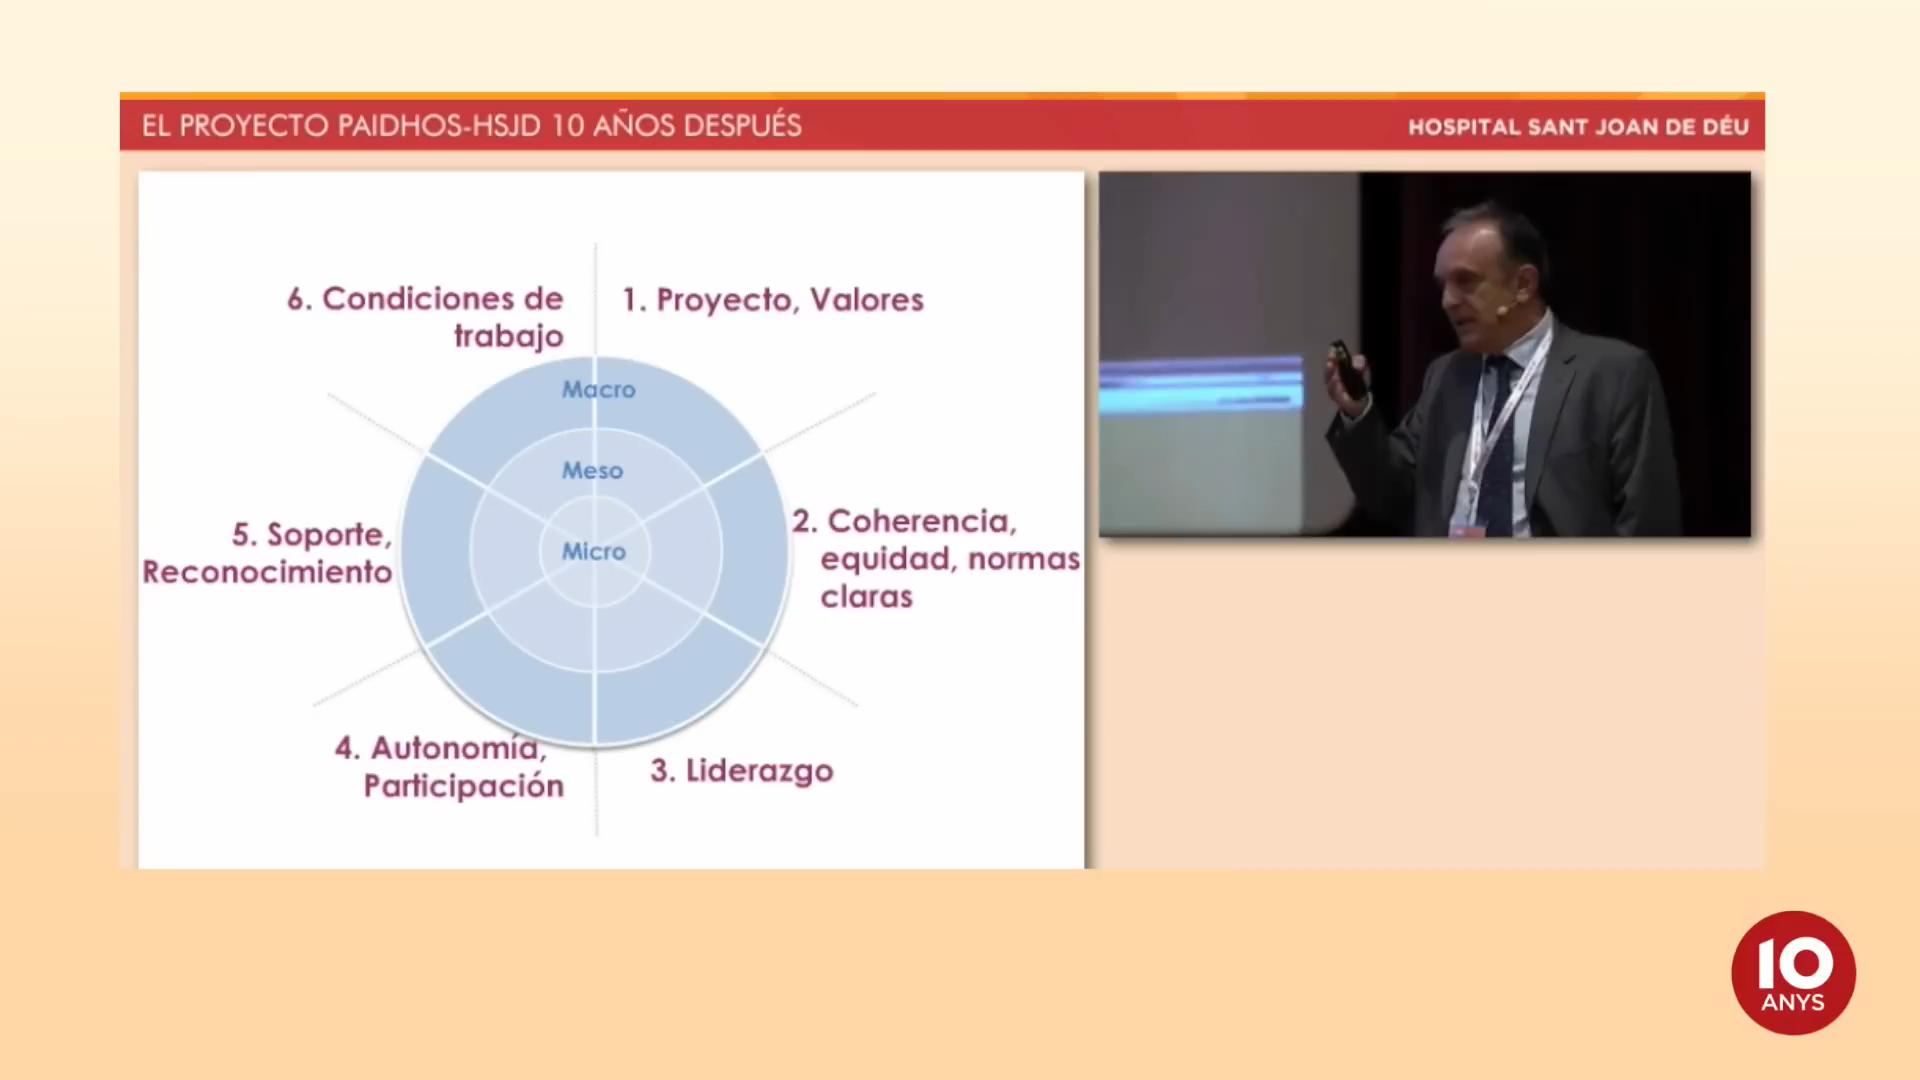 EL PROYECTO PAIDHOS-HSJD 10 AÑOS DESPUÉS
HOSPITAL SANT JOAN DE DÉU
6. Condiciones de
trabajo
1. Proyecto, Valores
Macro
Meso
Micro
5. Soporte,
Reconocimiento
2. Coherencia,
equidad, normas
claras
4. Autonomía,
Participación
3. Liderazgo
10
ANYS